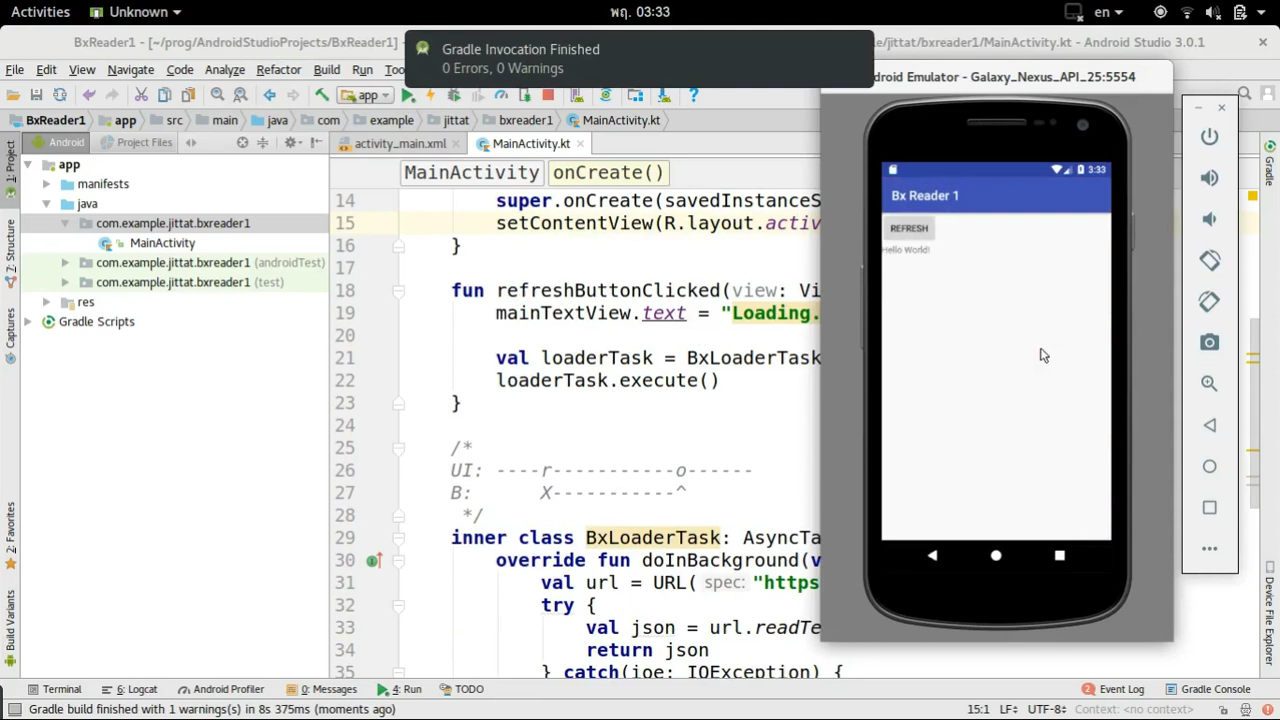 Activities Unknown พฤ. 03:33 en
BxReader1 - [~/prog/AndroidStudioProjects/BxReader1] /jittat/bxreader1/MainActivity.kt - Android Studio 3.0.1
Gradle Invocation Finished
0 Errors, 0 Warnings
File Edit View Navigate Code Analyze Refactor Build Run
Android Emulator - Galaxy_Nexus_API_25:5554
app
BxReader1 app src main java com example jittat bxreader1 MainActivity.kt
Android Project Files activity_main.xml MainActivity.kt
MainActivity onCreate()
app
manifests
java
com.example.jittat.bxreader1
MainActivity
com.example.jittat.bxreader1 (androidTest)
com.example.jittat.bxreader1 (test)
res
Gradle Scripts
1: Project
7: Structure
Captures
2: Favorites
Build Variants
14 super.onCreate(savedInstanceS
15 setContentView(R.layout.activ
16 }
17
18 fun refreshButtonClicked(view: Vi
19 mainTextView.text = "Loading.
20
21 val loaderTask = BxLoaderTask
22 loaderTask.execute()
23 }
24
25 /*
26 UI: ----r-----------o------
27 B: X-----------^
28 */
29 inner class BxLoaderTask: AsyncTa
30 override fun doInBackground(v
31 val url = URL( spec: "https
32 try {
33 val json = url.readTe
34 return json
35 } catch(ioe: IOException) {
3:33
Bx Reader 1
REFRESH
Hello World!
Gradle
Device File Explorer
Terminal 6: Logcat Android Profiler 0: Messages 4: Run TODO 2 Event Log Gradle Console
Gradle build finished with 1 warnings(s) in 8s 375ms (moments ago) 15:1 LF UTF-8 Context: <no context>